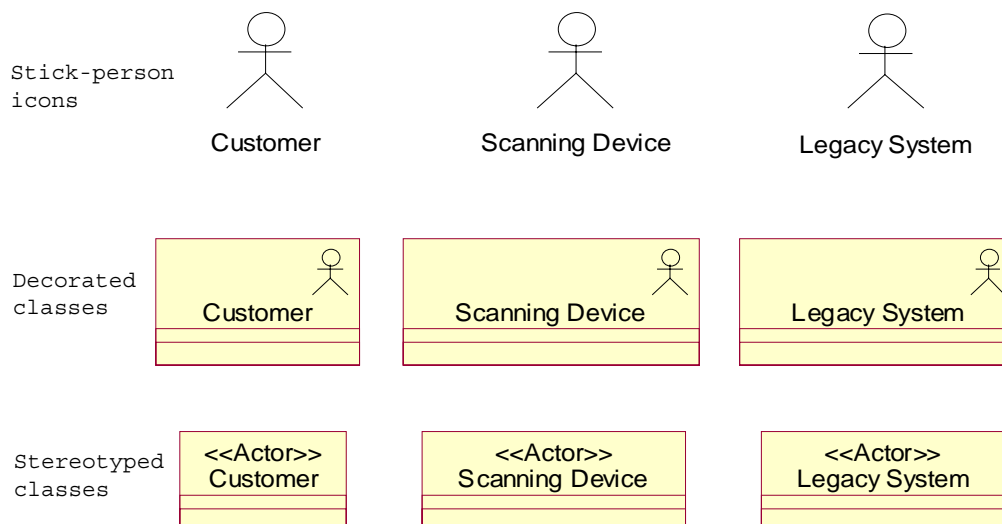 Stick-person
icons
Customer
Scanning Device
Legacy System
Decorated
classes
Customer
Scanning Device
Legacy System
Stereotyped
classes
<<Actor>>
Customer
<<Actor>>
Scanning Device
<<Actor>>
Legacy System